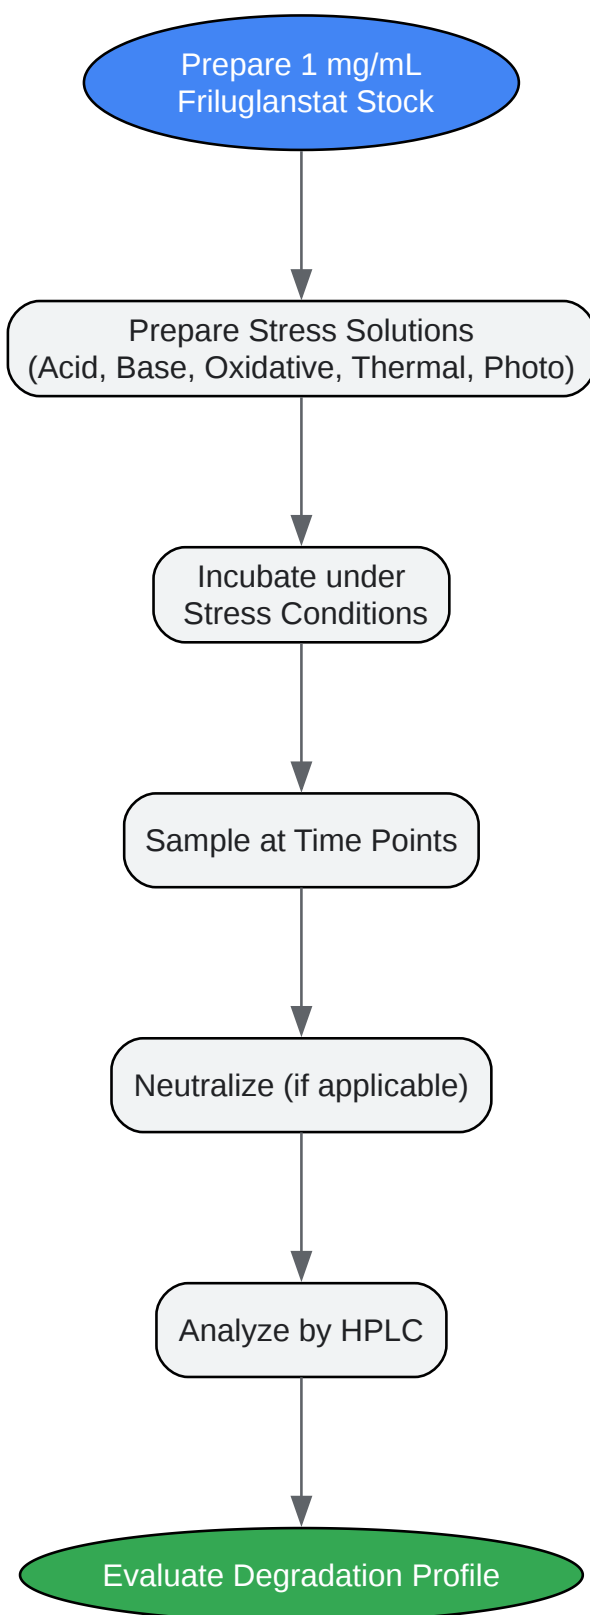 Prepare 1 mg/mL
Friluglanstat Stock
Prepare Stress Solutions
(Acid, Base, Oxidative, Thermal, Photo)
Incubate under
Stress Conditions
Sample at Time Points
Neutralize (if applicable)
Analyze by HPLC
Evaluate Degradation Profile